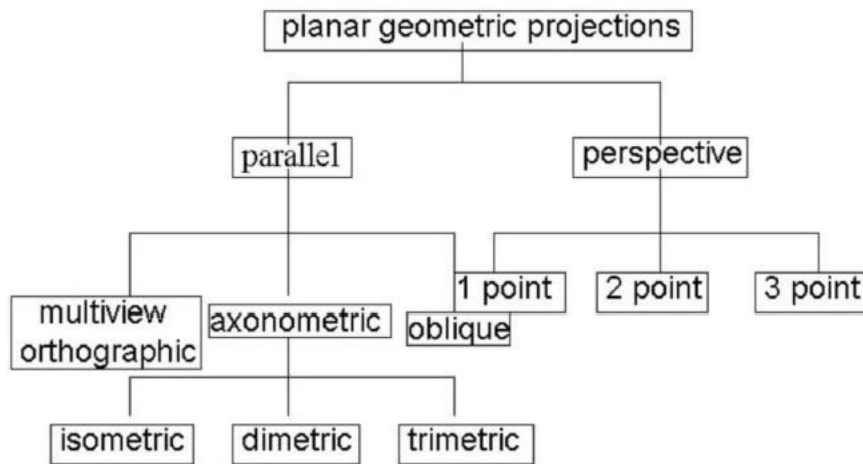 planar geometric projections
parallel
perspective
multiview
orthographic
axonometric
oblique
1 point
2 point
3 point
isometric
dimetric
trimetric